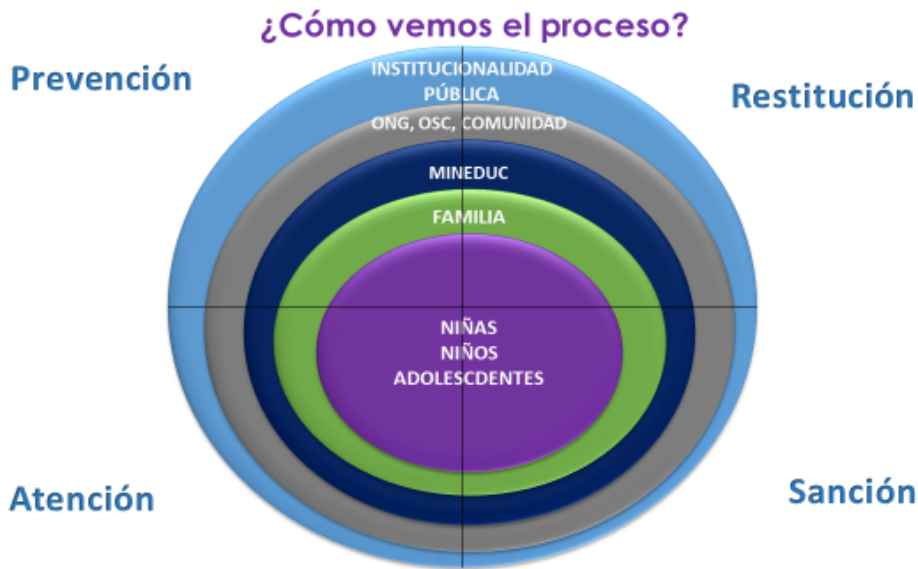 ¿Cómo vemos el proceso?
Prevención
Restitución
INSTITUCIONALIDAD
PÚBLICA
ONG, OSC, COMUNIDAD
MINEDUC
FAMILIA
NIÑAS
NIÑOS
ADOLESCDENTES
Atención
Sanción